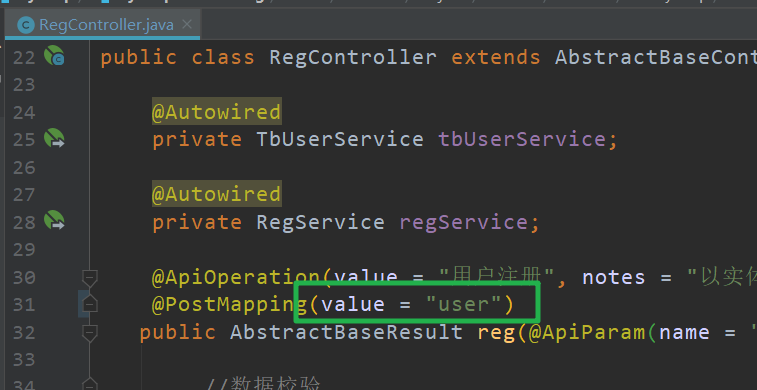 RegController.java
22 public class RegController extends AbstractBaseCont
23
24 @Autowired
25 private TbUserService tbUserService;
26
27 @Autowired
28 private RegService regService;
29
30 @ApiOperation(value = "用户注册", notes = "以实体
31 @PostMapping(value = "user")
32 public AbstractBaseResult reg(@ApiParam(name = "
33
34 //数据校验